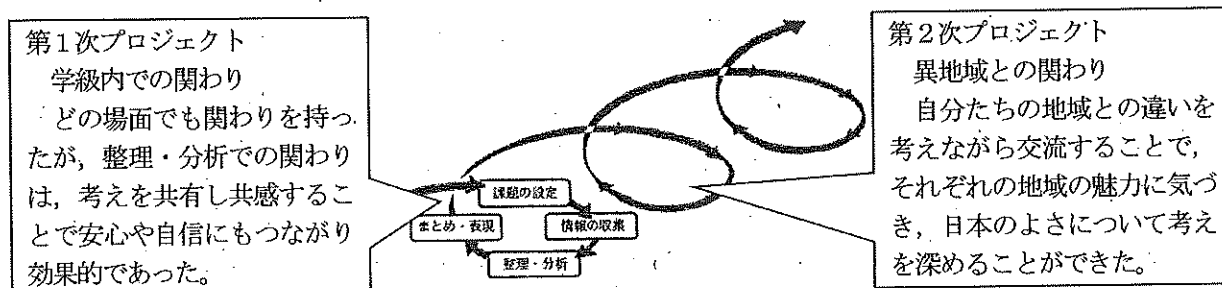 第1次プロジェクト
学級内での関わり
どの場面でも関わりを持っ
たが，整理・分析での関わり
は，考えを共有し共感するこ
とで安心や自信にもつながり
効果的であった。
課題の設定
まとめ・表現
情報の収集
整理・分析
第2次プロジェクト
異地域との関わり
自分たちの地域との違いを
考えながら交流することで，
それぞれの地域の魅力に気づ
き，日本のよさについて考え
を深めることができた。